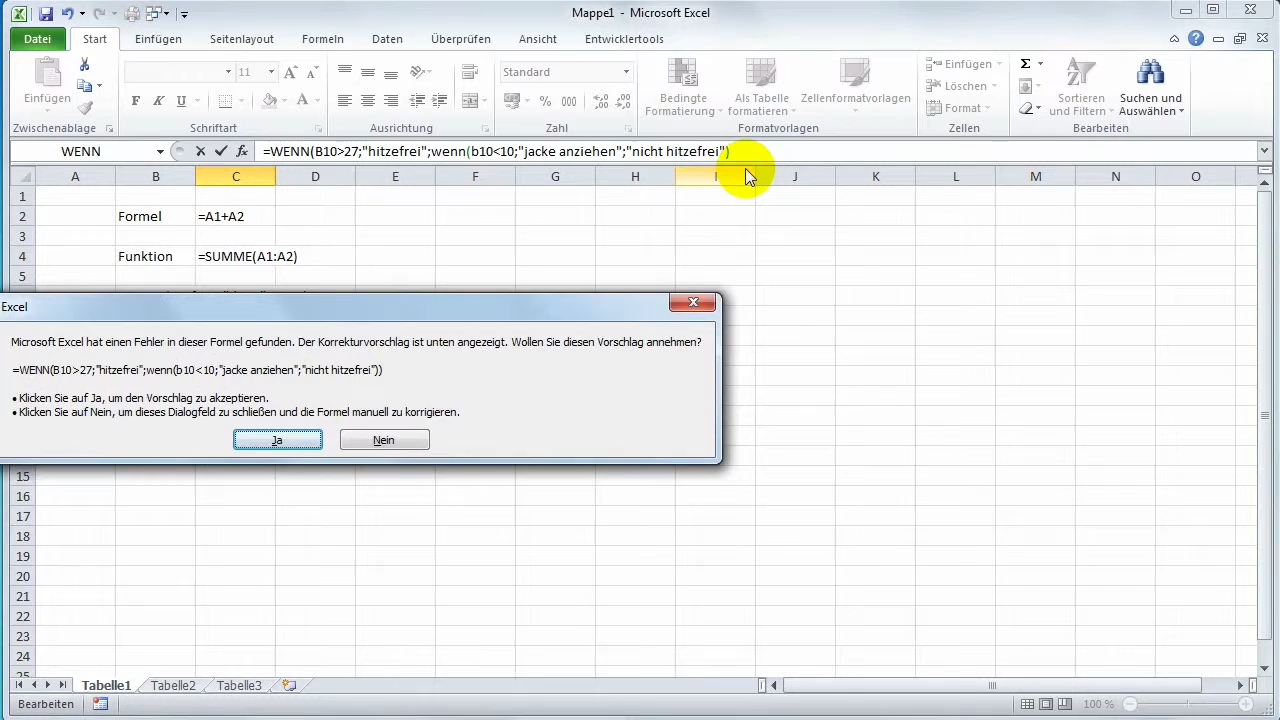 Mappe1 - Microsoft Excel
Datei Start Einfügen Seitenlayout Formeln Daten Überprüfen Ansicht Entwicklertools
Einfügen
Zwischenablage
11
F K U
Schriftart
Ausrichtung
Standard
% 000
Zahl
Bedingte Formatierung
Als Tabelle formatieren
Zellenformatvorlagen
Formatvorlagen
Einfügen
Löschen
Format
Zellen
Sortieren und Filtern
Suchen und Auswählen
Bearbeiten
WENN
=WENN(B10>27;"hitzefrei";wenn(b10<10;"jacke anziehen";"nicht hitzefrei")
A B C D E F G H I J K L M N O
1
2 Formel =A1+A2
3
4 Funktion =SUMME(A1:A2)
5
Excel
Microsoft Excel hat einen Fehler in dieser Formel gefunden. Der Korrekturvorschlag ist unten angezeigt. Wollen Sie diesen Vorschlag annehmen?
=WENN(B10>27;"hitzefrei";wenn(b10<10;"jacke anziehen";"nicht hitzefrei"))
• Klicken Sie auf Ja, um den Vorschlag zu akzeptieren.
• Klicken Sie auf Nein, um dieses Dialogfeld zu schließen und die Formel manuell zu korrigieren.
Ja Nein
15
16
17
18
19
20
21
22
23
24
25
Tabelle1 Tabelle2 Tabelle3
Bearbeiten 100 %